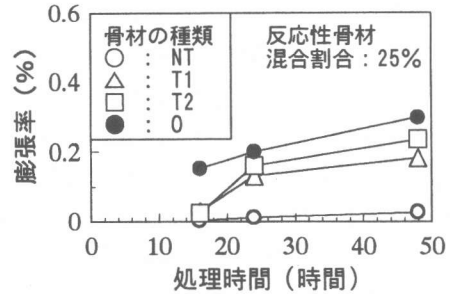 膨張率 (%)
0.6
0.4
0.2
0
骨材の種類
○ : NT
△ : T1
□ : T2
● : O
反応性骨材
混合割合：25%
0 10 20 30 40 50
処理時間 (時間)